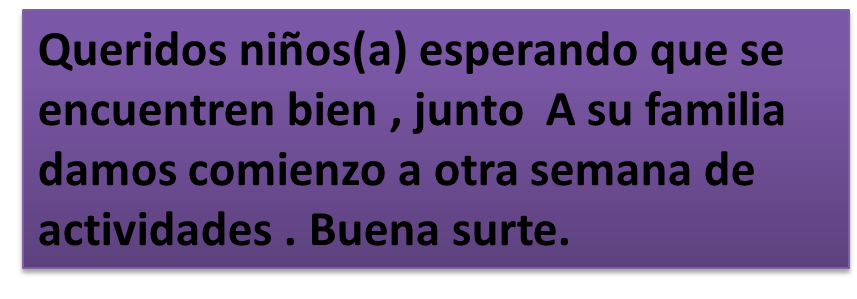 Queridos niños(a) esperando que se
encuentren bien , junto  A su familia
damos comienzo a otra semana de
actividades . Buena surte.